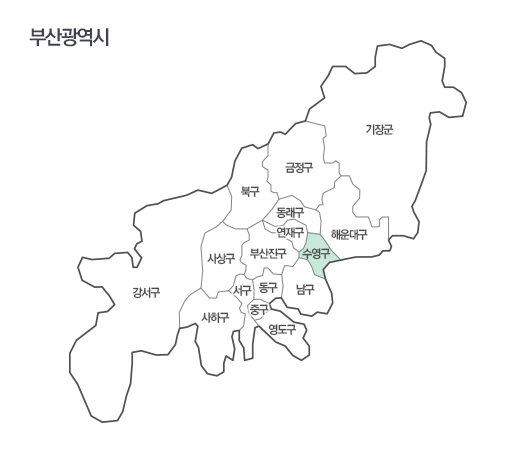 부산광역시
기장군
금정구
북구
동래구
연재구
해운대구
수영구
부산진구
사상구
강서구
서구
동구
남구
중구
사하구
영도구